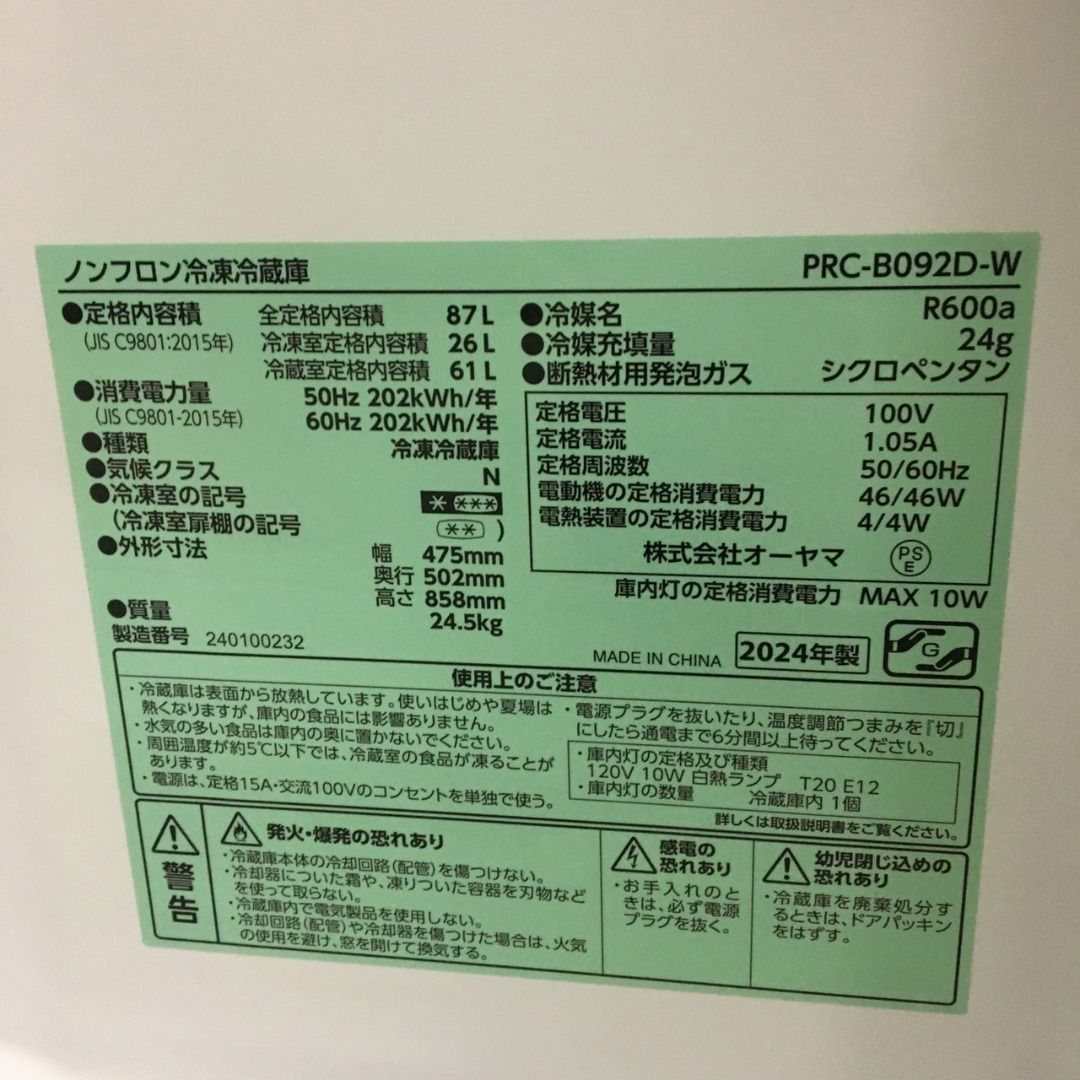 ノンフロン冷凍冷蔵庫
PRC-B092D-W
●定格内容積 全定格内容積 87L
(JIS C9801:2015年) 冷凍室定格内容積 26L
冷蔵室定格内容積 61L
●消費電力量 50Hz 202kWh/年
(JIS C9801-2015年) 60Hz 202kWh/年
●種類 冷凍冷蔵庫
●気候クラス N
●冷凍室の記号 * ***
(冷凍室扉棚の記号 ** )
●外形寸法 幅 475mm
奥行 502mm
高さ 858mm
●質量 24.5kg
製造番号 240100232
●冷媒名 R600a
●冷媒充填量 24g
●断熱材用発泡ガス シクロペンタン
定格電圧 100V
定格電流 1.05A
定格周波数 50/60Hz
電動機の定格消費電力 46/46W
電熱装置の定格消費電力 4/4W
株式会社オーヤマ PSE
庫内灯の定格消費電力 MAX 10W
MADE IN CHINA 2024年製 G
使用上のご注意
・冷蔵庫は表面から放熱しています。使いはじめや夏場は
熱くなりますが、庫内の食品には影響ありません。
・水気の多い食品は庫内の奥に置かないでください。
・周囲温度が約5℃以下では、冷蔵室の食品が凍ることが
あります。
・電源は、定格15A・交流100Vのコンセントを単独で使う。
・電源プラグを抜いたり、温度調節つまみを『切』
にしたら通電まで6分間以上待ってください。
・庫内灯の定格及び種類
120V 10W 白熱ランプ T20 E12
・庫内灯の数量 冷蔵庫内 1個
詳しくは取扱説明書をご覧ください。
警告
発火・爆発の恐れあり
・冷蔵庫本体の冷却回路(配管)を傷つけない。
・冷却器についた霜や、凍りついた容器を刃物など
を使って取らない。
・冷蔵庫内で電気製品を使用しない。
・冷却回路(配管)や冷却器を傷つけた場合は、火気
の使用を避け、窓を開けて換気する。
感電の
恐れあり
・お手入れのと
きは、必ず電源
プラグを抜く。
幼児閉じ込めの
恐れあり
・冷蔵庫を廃棄処分す
るときは、ドアパッキン
をはずす。